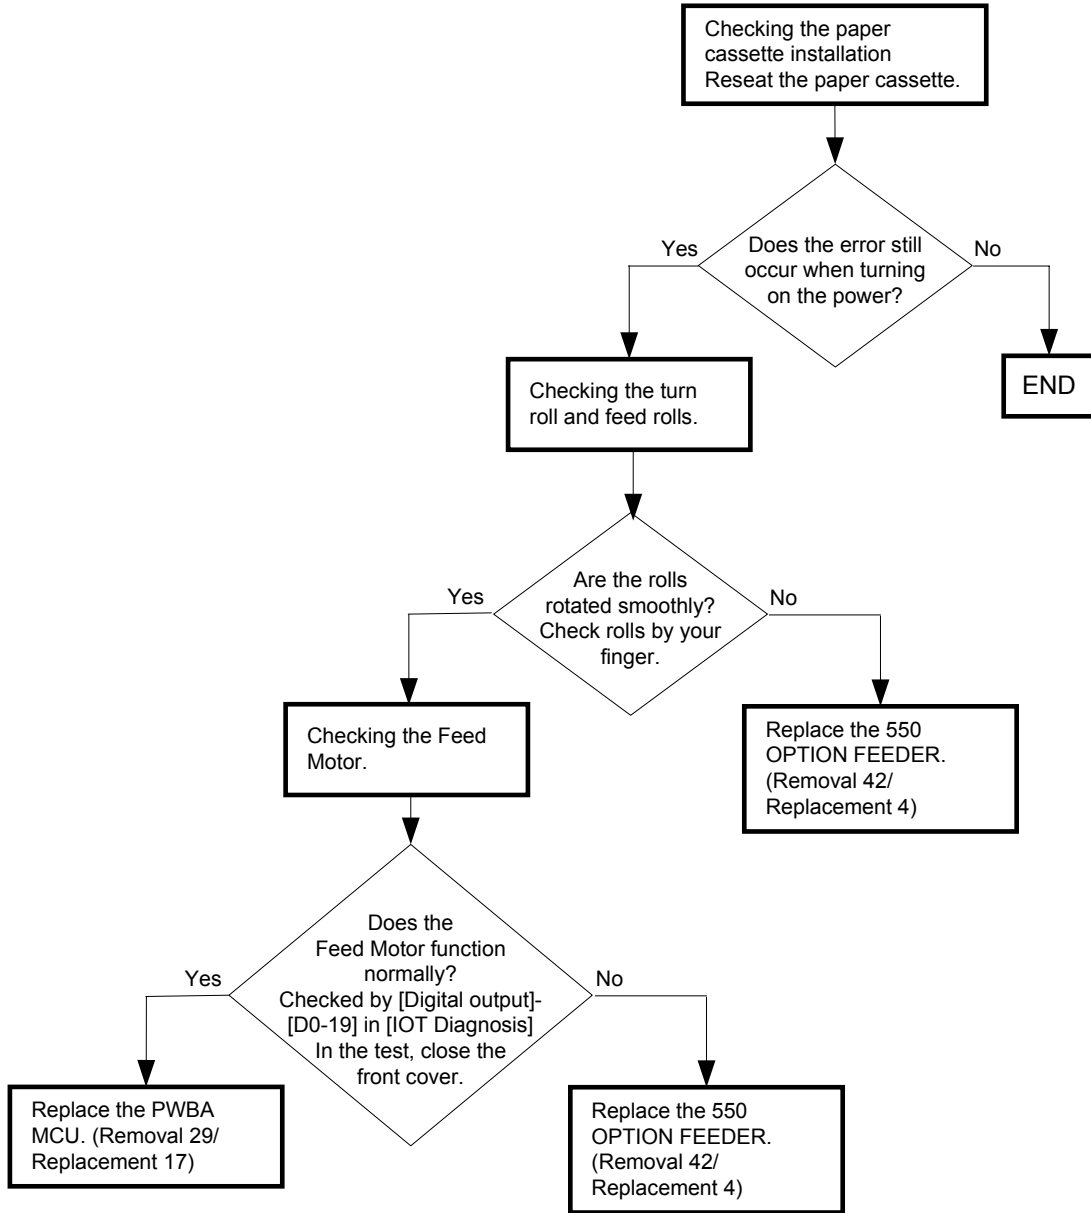 Checking the paper
cassette installation
Reseat the paper cassette.
Yes
Does the error still
occur when turning
on the power?
No
Checking the turn
roll and feed rolls.
END
Yes
Are the rolls
rotated smoothly?
Check rolls by your
finger.
No
Checking the Feed
Motor.
Replace the 550
OPTION FEEDER.
(Removal 42/
Replacement 4)
Yes
Does the
Feed Motor function
normally?
Checked by [Digital output]-
[D0-19] in [IOT Diagnosis]
In the test, close the
front cover.
No
Replace the PWBA
MCU. (Removal 29/
Replacement 17)
Replace the 550
OPTION FEEDER.
(Removal 42/
Replacement 4)